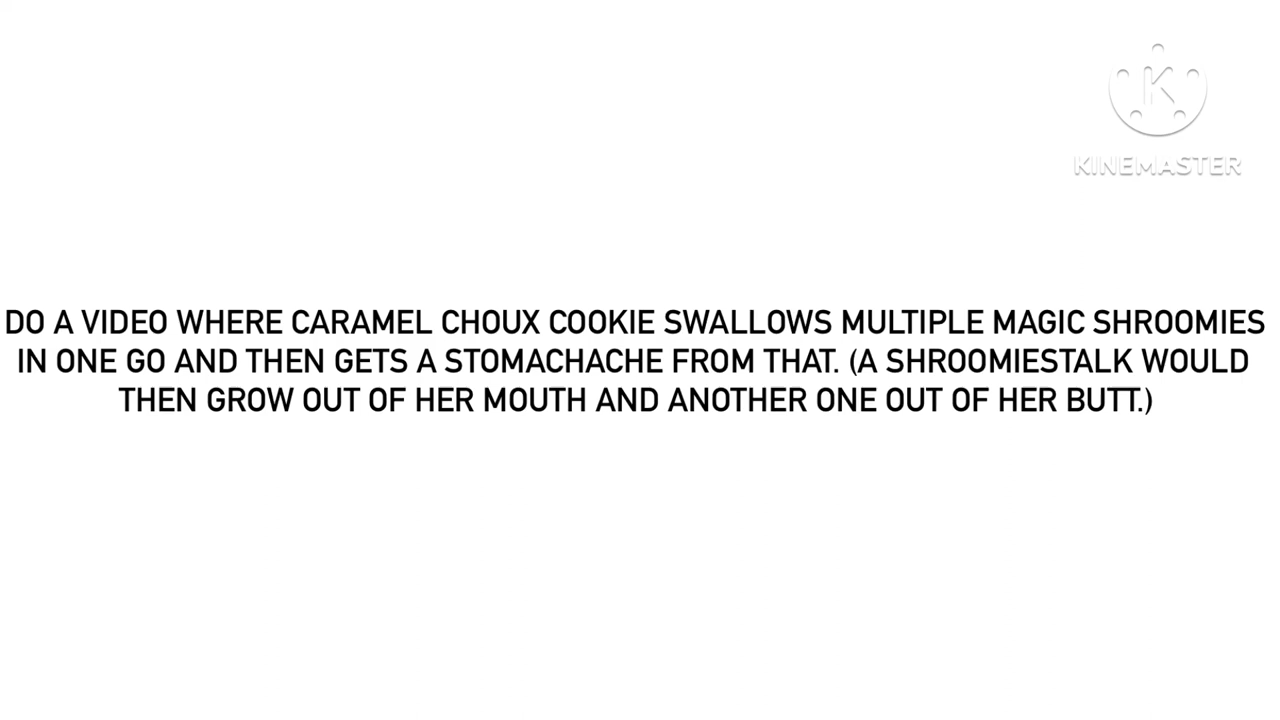 KINEMASTER
DO A VIDEO WHERE CARAMEL CHOUX COOKIE SWALLOWS MULTIPLE MAGIC SHROOMIES
IN ONE GO AND THEN GETS A STOMACHACHE FROM THAT. (A SHROOMIESTALK WOULD
THEN GROW OUT OF HER MOUTH AND ANOTHER ONE OUT OF HER BUTT.)